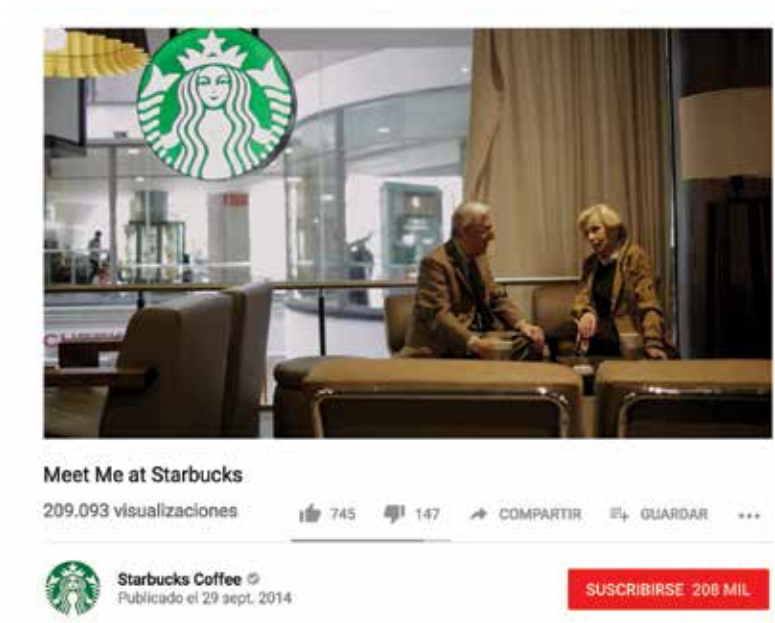 Meet Me at Starbucks
209.093 visualizaciones
745 147 COMPARTIR GUARDAR
Starbucks Coffee
Publicado el 29 sept. 2014
SUSCRIBIRSE 208 MIL